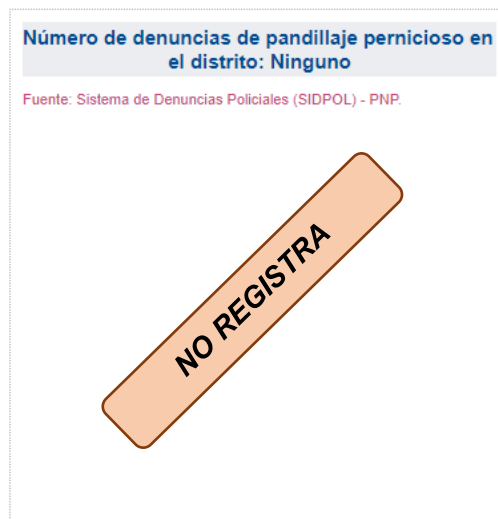 Número de denuncias de pandillaje pernicioso en
el distrito: Ninguno
Fuente: Sistema de Denuncias Policiales (SIDPOL) - PNP.
NO REGISTRA